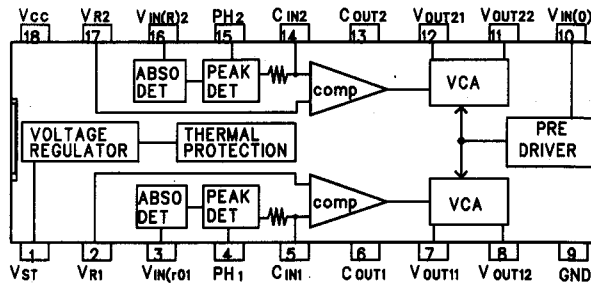 VCC VR2 VIN(R)2 PH2 CIN2 COUT2 VOUT21 VOUT22 VIN(O)
18 17 16 15 14 13 12 11 10
ABSO DET
PEAK DET
comp
VCA
VOLTAGE REGULATOR
THERMAL PROTECTION
PRE DRIVER
ABSO DET
PEAK DET
comp
VCA
1 2 3 4 5 6 7 8 9
VST VR1 VIN(r01 PH1 CIN1 COUT1 VOUT11 VOUT12 GND